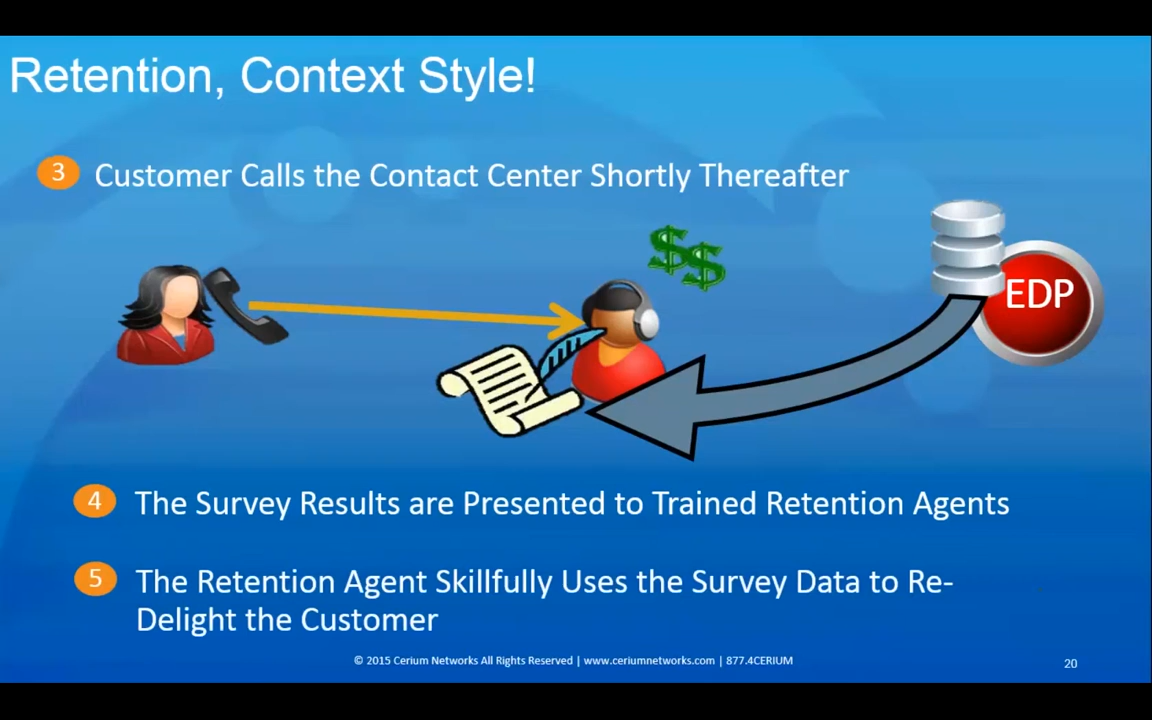 Retention, Context Style!
3 Customer Calls the Contact Center Shortly Thereafter
$$
EDP
4 The Survey Results are Presented to Trained Retention Agents
5 The Retention Agent Skillfully Uses the Survey Data to Re-
Delight the Customer
© 2015 Cerium Networks All Rights Reserved | www.ceriumnetworks.com | 877.4CERIUM
20